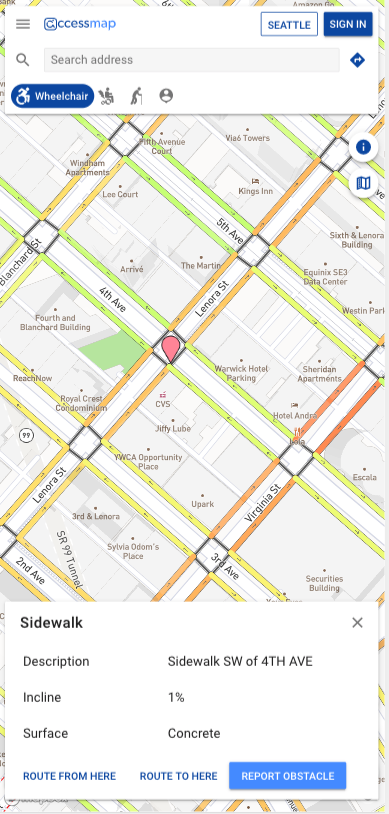 Amazon Go
accessmap
SEATTLE
SIGN IN
Search address
Wheelchair
Fifth Avenue
Court
Via6 Towers
Windmar
Apartments
Lee Court
Kings Inn
Blanchard St
5th Ave
Sixth & Lenora
Building
Arrivé
The Martin
Equinix SE3
Data Center
4th Ave
Lenora St
Westin Park
Fourth and
Blanchard Building
Warwick Hotel
Parking
Sheridan
Apartments
ReachNow
Royal Crest
Condominium
CVS
Hotel Andra
Jiffy Lube
Lola
99
YWCA Opportunity
Place
Escala
Lenora St
Upark
Virginia St
3rd & Lenora
SR 99 Tunnel
Sylvia Odom's
Place
3rd Ave
2nd Ave
Securities
Building
Sidewalk
Description
Sidewalk SW of 4TH AVE
Incline
1%
Surface
Concrete
ROUTE FROM HERE
ROUTE TO HERE
REPORT OBSTACLE